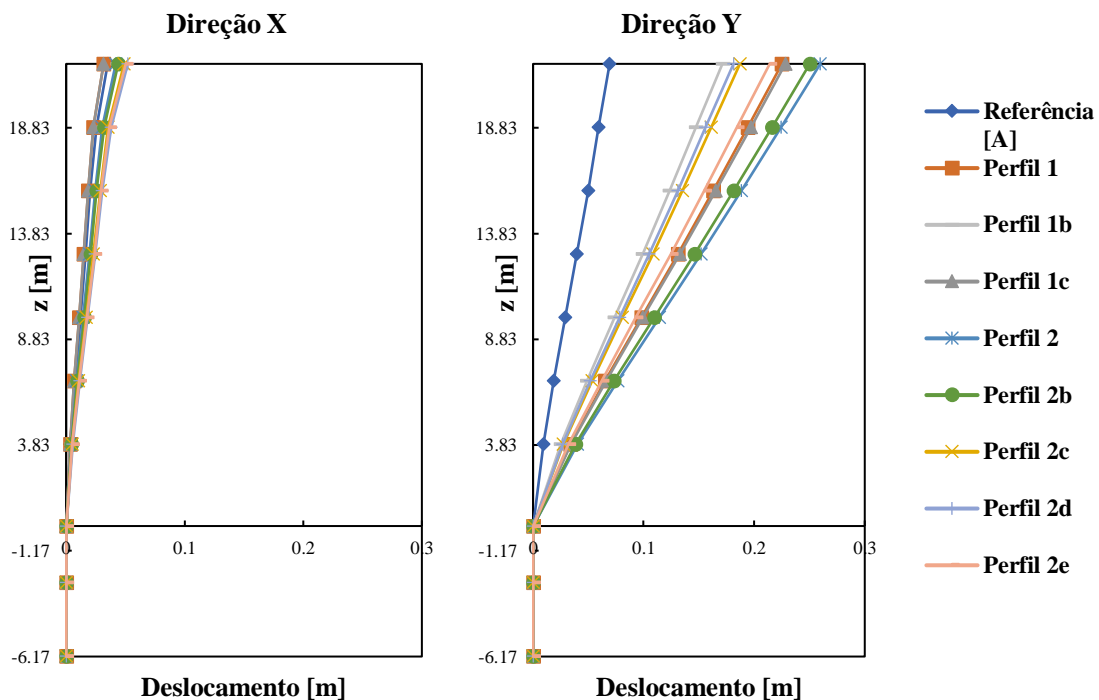 Direção X
Direção Y
z [m]
18.83
13.83
8.83
3.83
-1.17
-6.17
0
0.1
0.2
0.3
Deslocamento [m]
z [m]
18.83
13.83
8.83
3.83
-1.17
-6.17
0
0.1
0.2
0.3
Deslocamento [m]
Referência
[A]
Perfil 1
Perfil 1b
Perfil 1c
Perfil 2
Perfil 2b
Perfil 2c
Perfil 2d
Perfil 2e